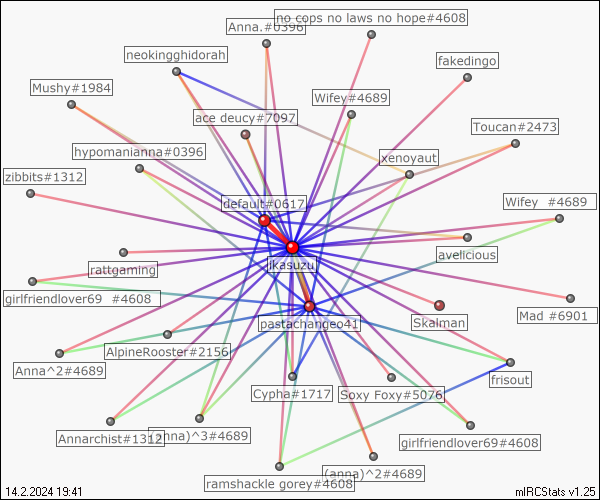 no cops no laws no hope#4608
Anna.#0396
neokingghidorah
fakedingo
Mushy#1984
Wifey#4689
ace deucy#7097
Toucan#2473
hypomanianna#0396
xenoyaut
zibbits#1312
default#0617
Wifey #4689
avelicious
jkasuzu
rattgaming
girlfriendlover69 #4608
Mad #6901
pastachangeo41
Skalman
AlpineRooster#2156
Anna^2#4689
frisout
Cypha#1717
Soxy Foxy#5076
Annarchist#1312
(anna)^3#4689
girlfriendlover69#4608
(anna)^2#4689
ramshackle gorey#4608
14.2.2024 19:41
mIRCStats v1.25